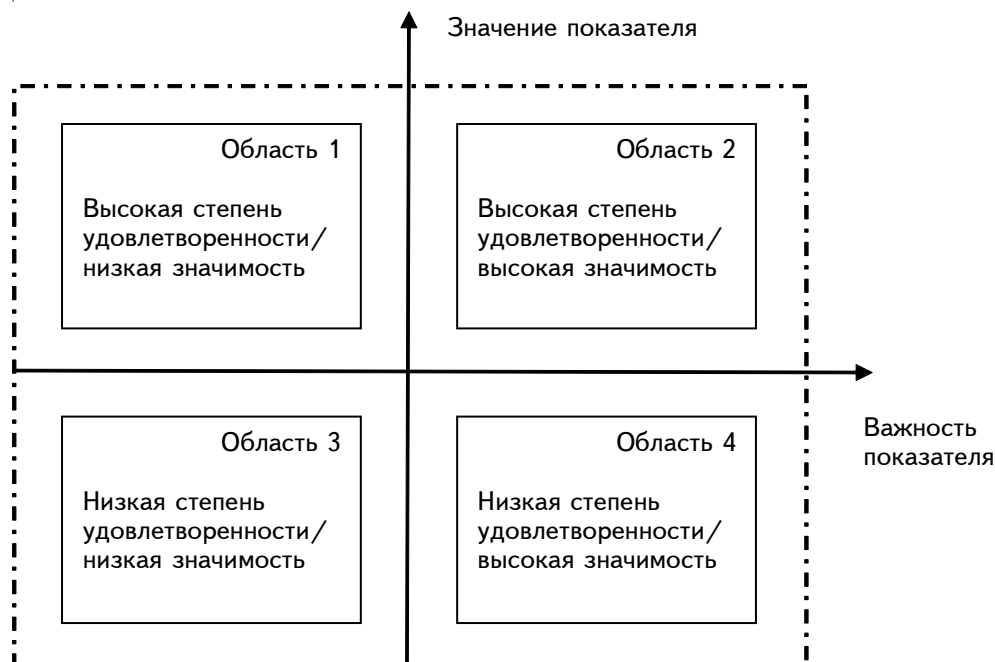 Значение показателя
Область 1
Высокая степень
удовлетворенности/
низкая значимость
Область 2
Высокая степень
удовлетворенности/
высокая значимость
Важность
показателя
Область 3
Низкая степень
удовлетворенности/
низкая значимость
Область 4
Низкая степень
удовлетворенности/
высокая значимость